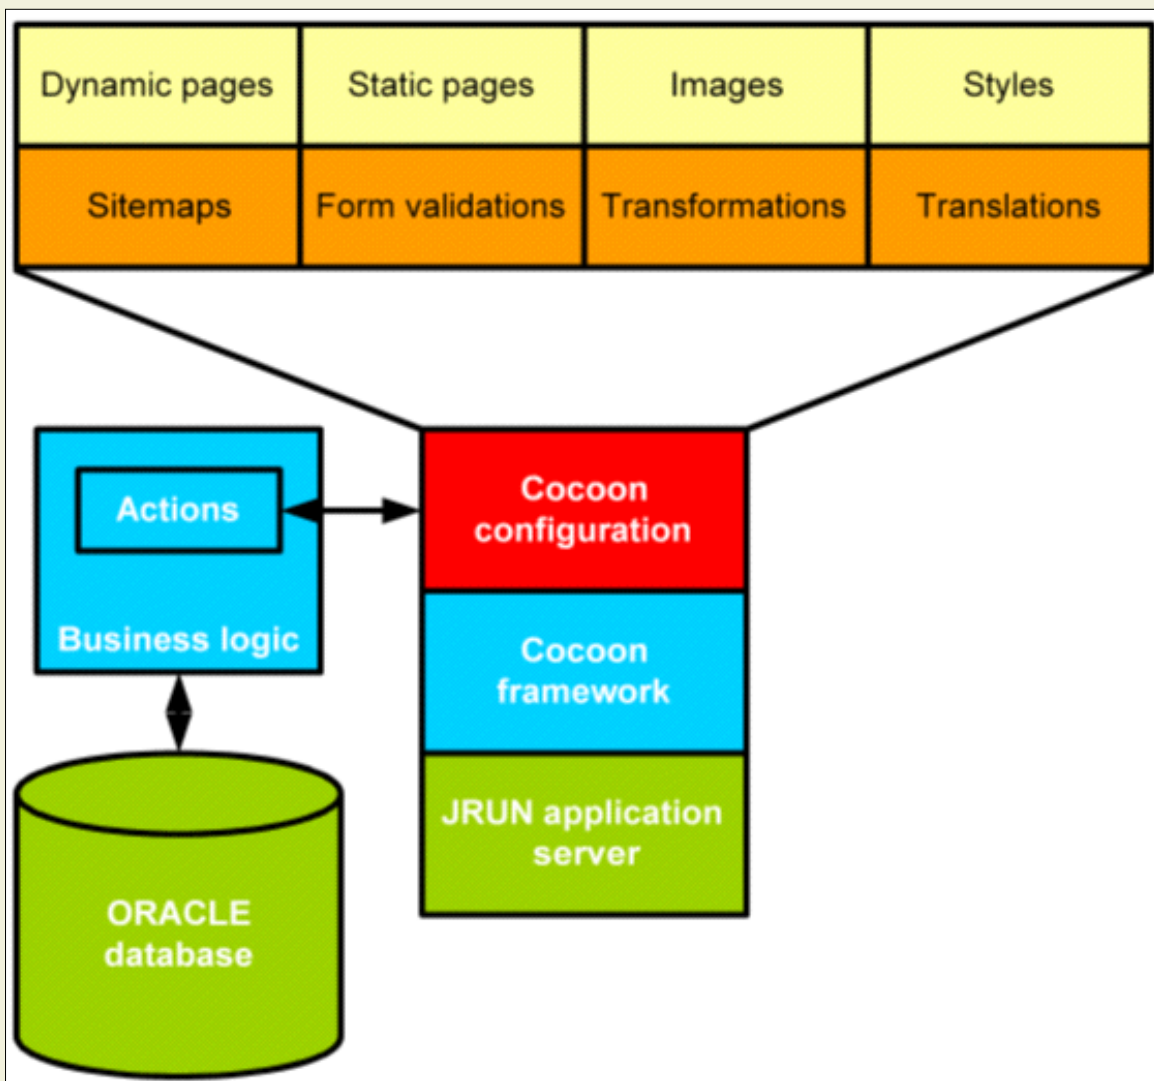 Dynamic pages
Static pages
Images
Styles
Sitemaps
Form validations
Transformations
Translations
Actions
Business logic
Cocoon
configuration
Cocoon
framework
JRUN application
server
ORACLE
database